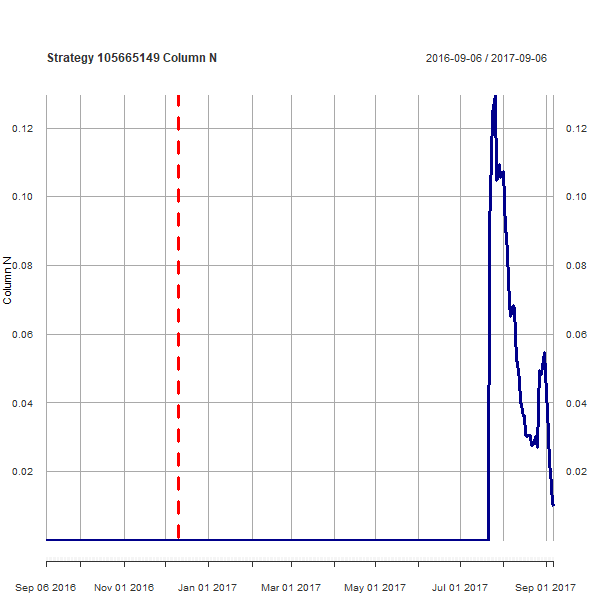 Strategy 105665149 Column N
2016-09-06 / 2017-09-06
0.12
0.12
0.10
0.10
0.08
0.08
Column N
0.06
0.06
0.04
0.04
0.02
0.02
Sep 06 2016
Nov 01 2016
Jan 01 2017
Mar 01 2017
May 01 2017
Jul 01 2017
Sep 01 2017